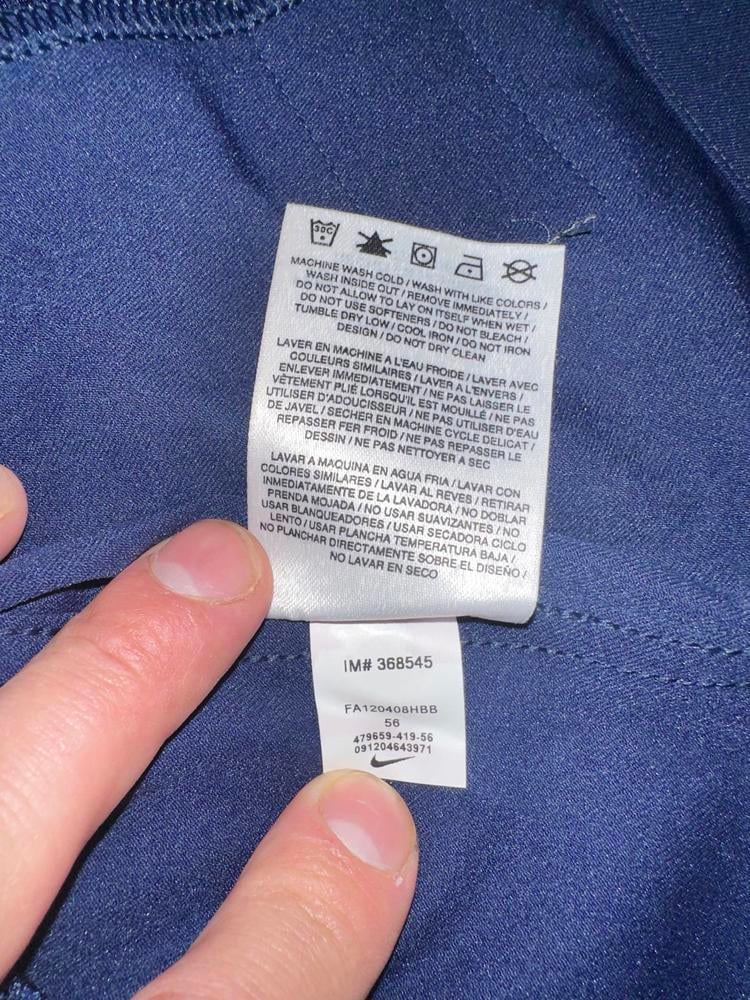 30C
MACHINE WASH COLD / WASH WITH LIKE COLORS /
WASH INSIDE OUT / REMOVE IMMEDIATELY /
DO NOT ALLOW TO LAY ON ITSELF WHEN WET /
DO NOT USE SOFTENERS / DO NOT BLEACH /
TUMBLE DRY LOW / COOL IRON / DO NOT IRON
DESIGN / DO NOT DRY CLEAN
LAVER EN MACHINE A L'EAU FROIDE / LAVER AVEC
COULEURS SIMILAIRES / LAVER A L'ENVERS /
ENLEVER IMMEDIATEMENT / NE PAS LAISSER LE
VÊTEMENT PLIÉ LORSQU'IL EST MOUILLÉ / NE PAS
UTILISER D'ADOUCISSEUR / NE PAS UTILISER D'EAU
DE JAVEL / SECHER EN MACHINE CYCLE DELICAT /
REPASSER FER FROID / NE PAS REPASSER LE
DESSIN / NE PAS NETTOYER A SEC
LAVAR A MAQUINA EN AGUA FRIA / LAVAR CON
COLORES SIMILARES / LAVAR AL REVES / RETIRAR
INMEDIATAMENTE DE LA LAVADORA / NO DOBLAR
PRENDA MOJADA / NO USAR SUAVIZANTES / NO
USAR BLANQUEADORES / USAR SECADORA CICLO
LENTO / USAR PLANCHA TEMPERATURA BAJA /
NO PLANCHAR DIRECTAMENTE SOBRE EL DISEÑO /
NO LAVAR EN SECO
IM# 368545
FA120408HBB
56
479659-419-56
091204643971